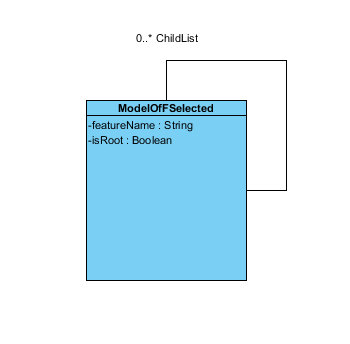 0..* ChildList
ModelOfFSelected
-featureName : String
-isRoot : Boolean